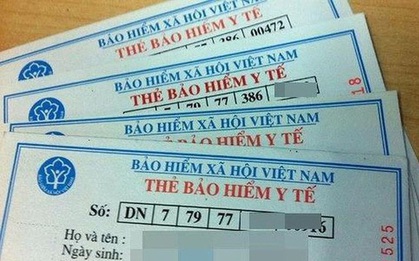 BẢO HIỂM XÃ HỘI VIỆT NAM
THẺ BẢO HIỂM Y TẾ
386 00472
BẢO HIỂM XÃ HỘI VIỆT NAM
THẺ BẢO HIỂM Y TẾ
7 79 77 386
18
BẢO HIỂM XÃ HỘI VIỆT NAM
THẺ BẢO HIỂM Y TẾ
BẢO HIỂM XÃ HỘI VIỆT NAM
THẺ BẢO HIỂM Y TẾ
Số: DN 7 79 77
Họ và tên :
Ngày sinh:
525